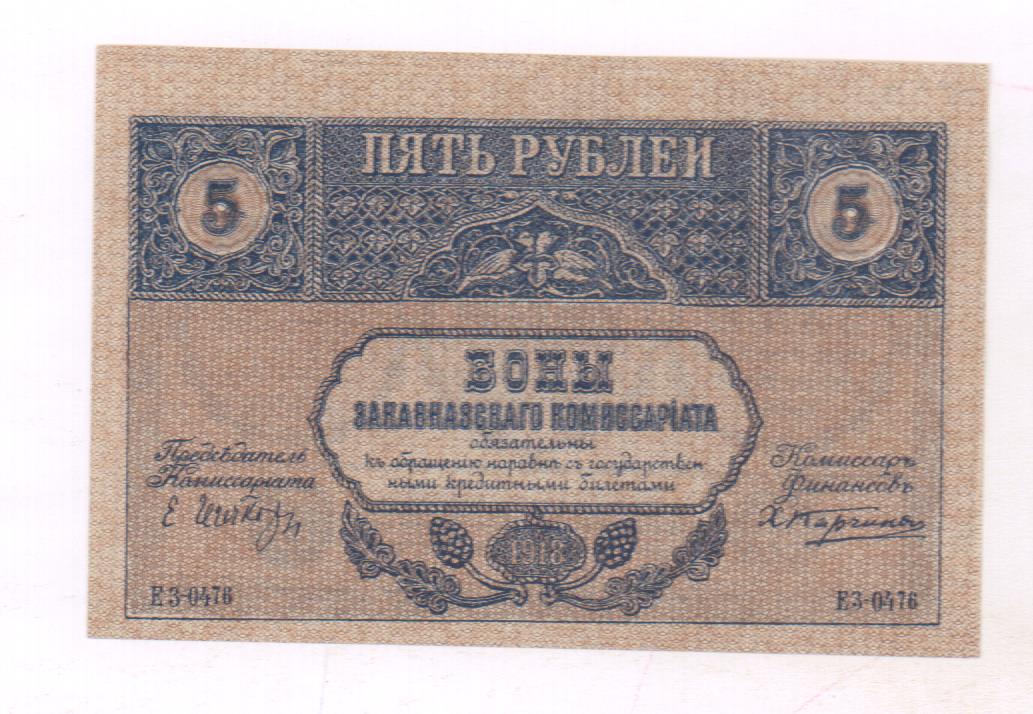 ПЯТЬ РУБЛЕЙ
5
5
БОНЫ
ЗАКАВКАЗСКАГО КОМИССАРІАТА
обязательны
къ обращенію наравнѣ съ государствен
ными кредитными билетами
Предсѣдатель
Комиссаріата
Комиссаръ
Финансовъ
1918
ЕЗ-0476
ЕЗ-0476